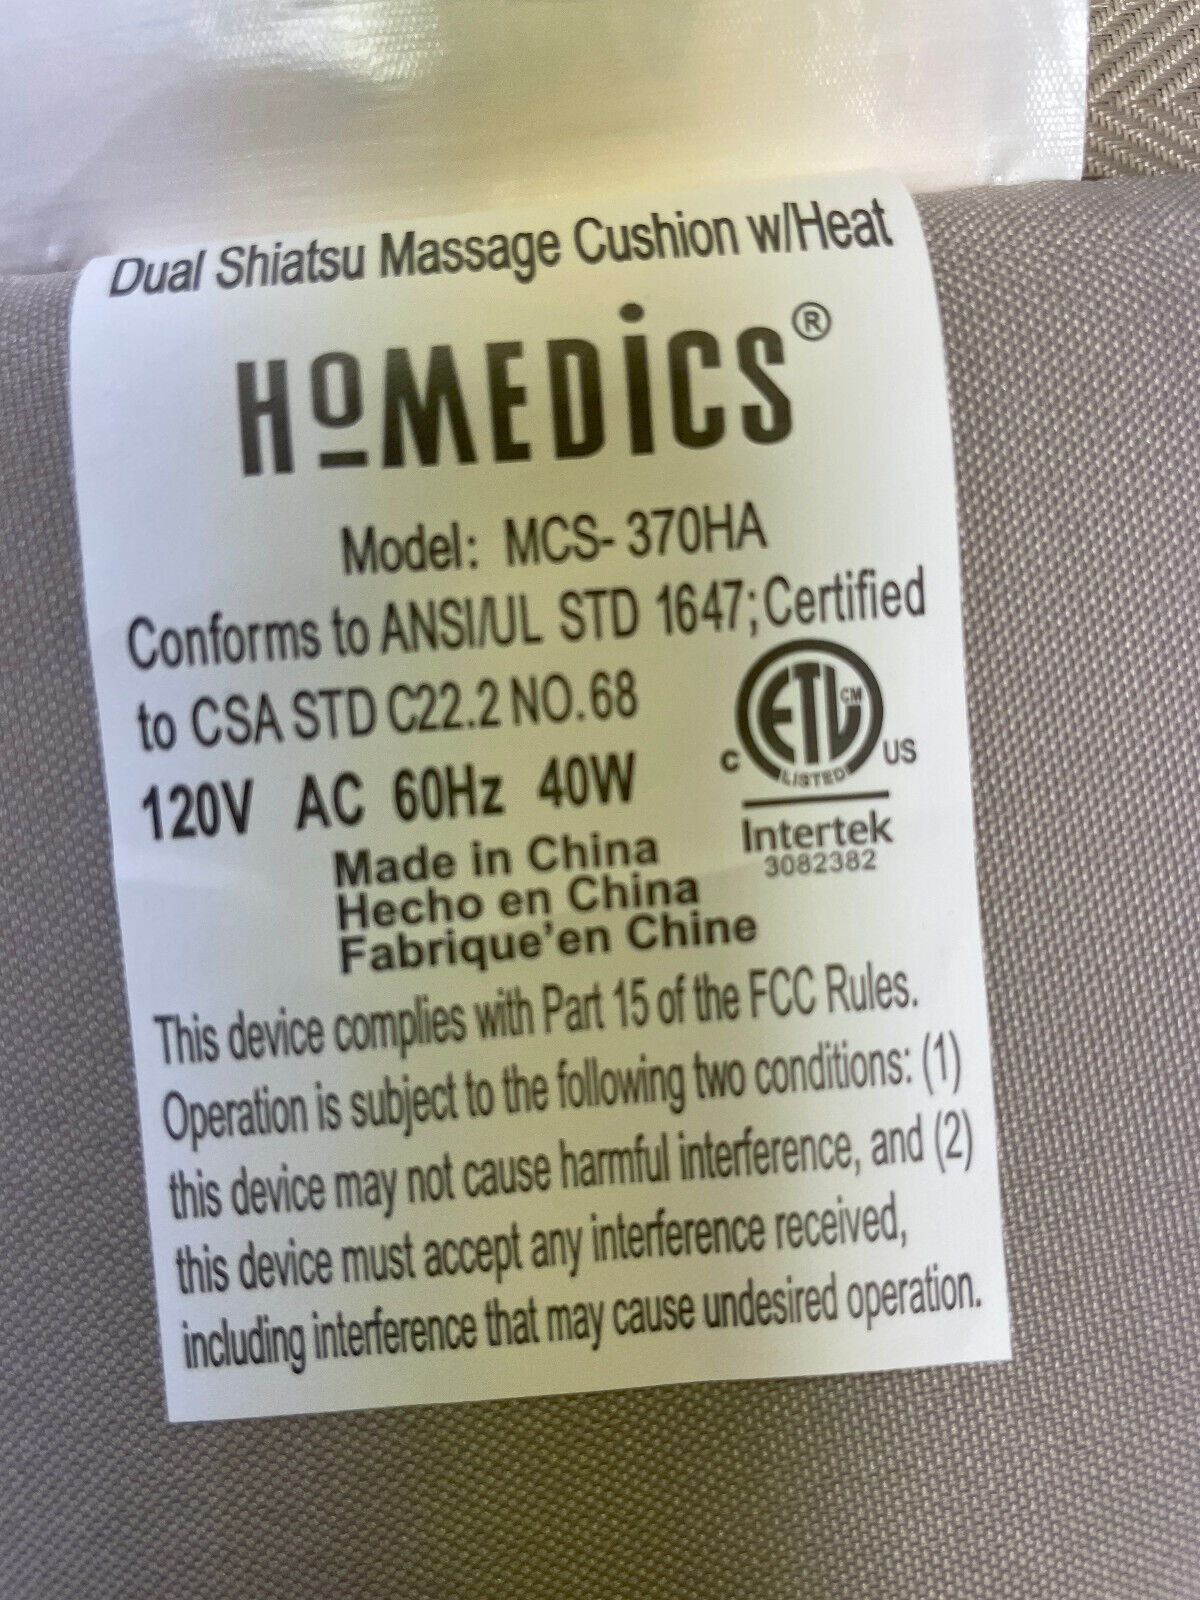 Dual Shiatsu Massage Cushion w/Heat
HoMEDiCS®
Model: MCS-370HA
Conforms to ANSI/UL STD 1647; Certified
to CSA STD C22.2 NO.68
120V AC 60Hz 40W
ETL CM
LISTED
C US
Intertek
3082382
Made in China
Hecho en China
Fabrique'en Chine
This device complies with Part 15 of the FCC Rules.
Operation is subject to the following two conditions: (1)
this device may not cause harmful interference, and (2)
this device must accept any interference received,
including interference that may cause undesired operation.